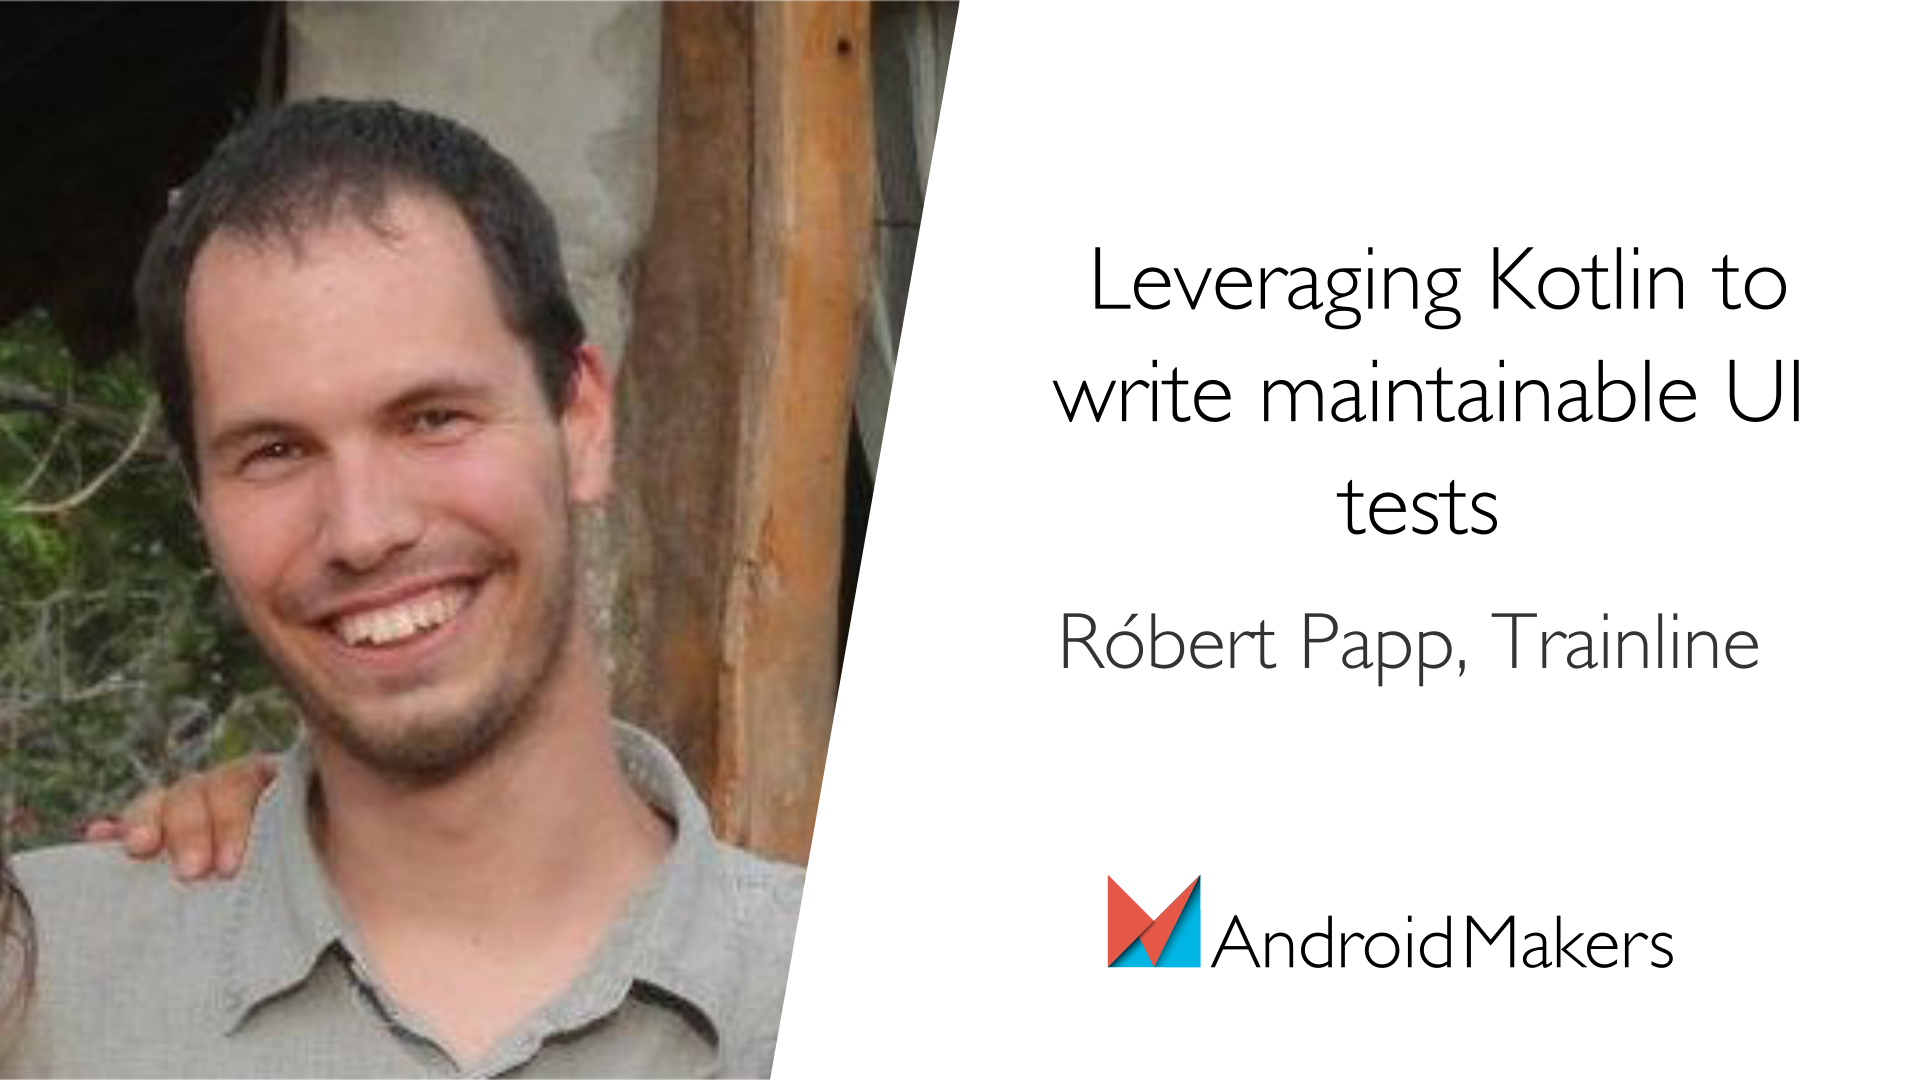 Leveraging Kotlin to
write maintainable UI
tests
Róbert Papp, Trainline
AndroidMakers